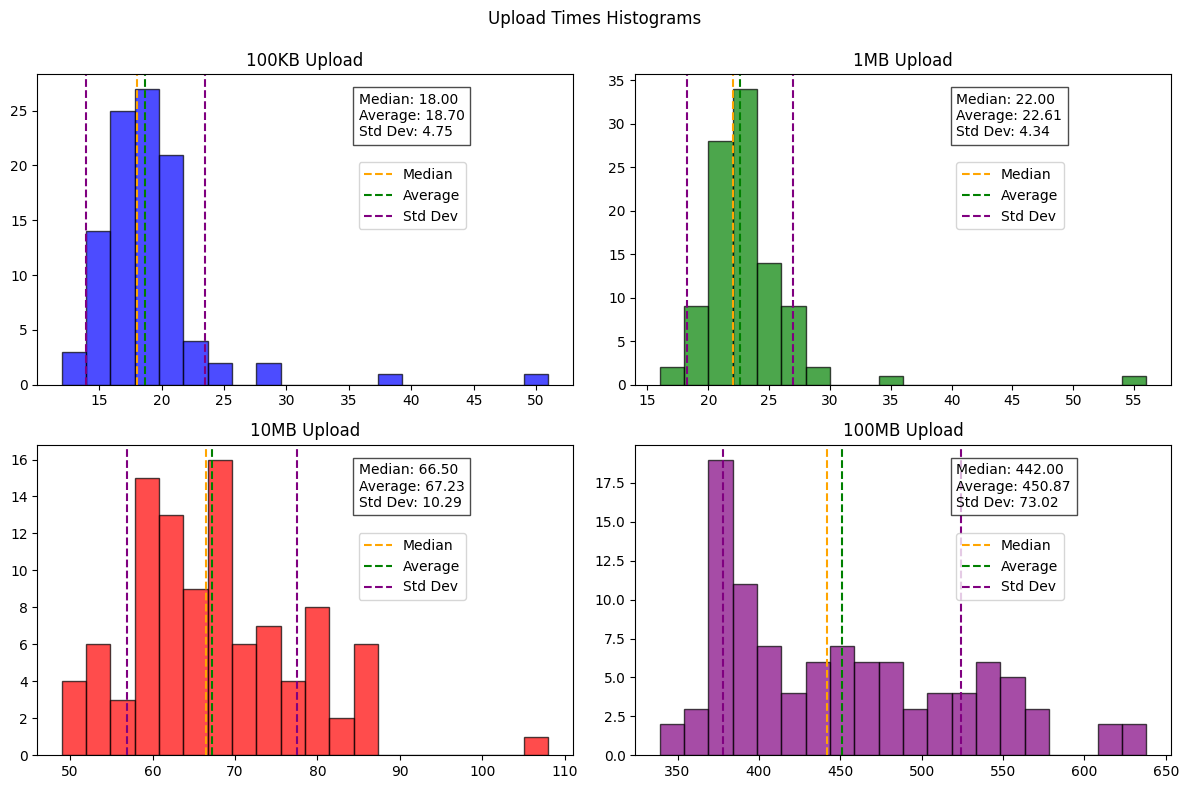 Upload Times Histograms
100KB Upload
25
20
15
10
5
0
Median: 18.00
Average: 18.70
Std Dev: 4.75
Median
Average
Std Dev
15 20 25 30 35 40 45 50
1MB Upload
35
30
25
20
15
10
5
0
Median: 22.00
Average: 22.61
Std Dev: 4.34
Median
Average
Std Dev
15 20 25 30 35 40 45 50 55
10MB Upload
16
14
12
10
8
6
4
2
0
Median: 66.50
Average: 67.23
Std Dev: 10.29
Median
Average
Std Dev
50 60 70 80 90 100 110
100MB Upload
17.5
15.0
12.5
10.0
7.5
5.0
2.5
0.0
Median: 442.00
Average: 450.87
Std Dev: 73.02
Median
Average
Std Dev
350 400 450 500 550 600 650